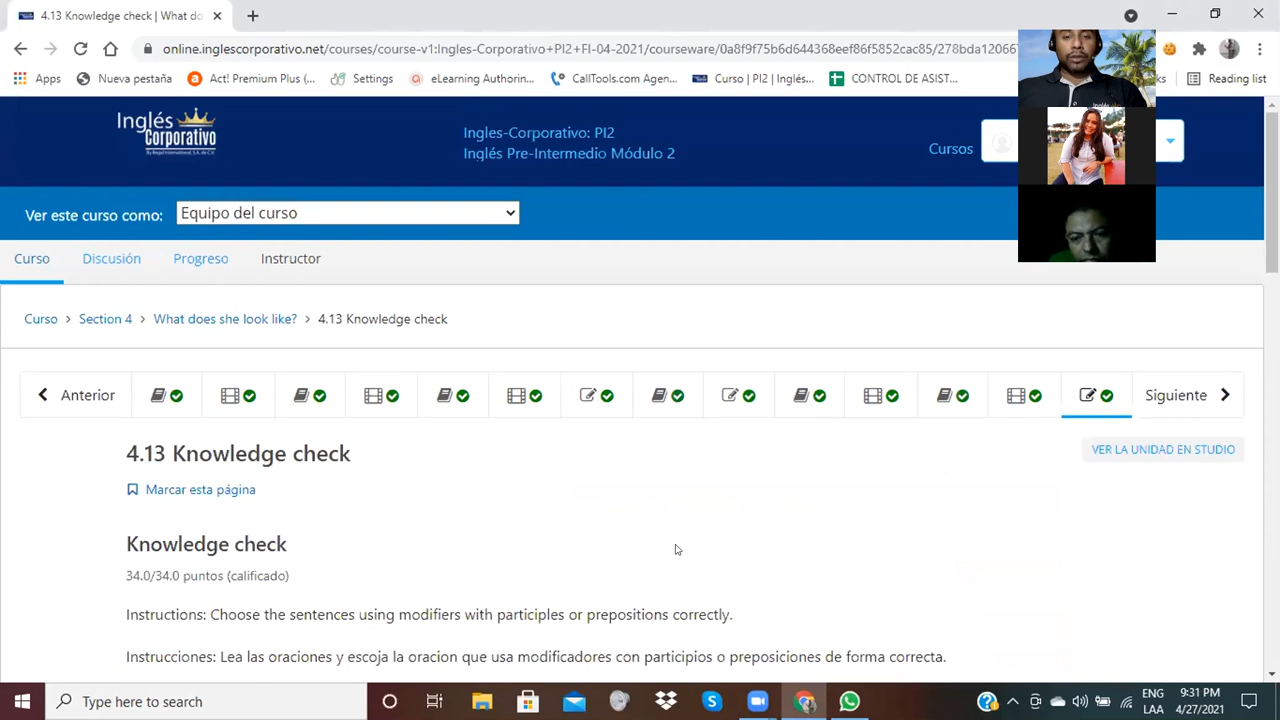 4.13 Knowledge check | What do
online.inglescorporativo.net/courses/course-v1:Ingles-Corporativo+PI2+FI-04-2021/courseware/0a8f9f75b6d644368eef86f5852cac85/278bda12066
Apps
Nueva pestaña
Act! Premium Plus (...
Settings
eLearning Authorin...
CallTools.com Agen...
Curso | PI2 | Inglés...
CONTROL DE ASIST...
Reading list
Inglés
Corporativo
By Regal International, S.A. de C.V.
Ingles-Corporativo: PI2
Inglés Pre-Intermedio Módulo 2
Cursos
Ver este curso como:
Equipo del curso
Curso
Discusión
Progreso
Instructor
Curso > Section 4 > What does she look like? > 4.13 Knowledge check
Anterior
Siguiente
4.13 Knowledge check
VER LA UNIDAD EN STUDIO
Marcar esta página
Knowledge check
34.0/34.0 puntos (calificado)
Instructions: Choose the sentences using modifiers with participles or prepositions correctly.
Instrucciones: Lea las oraciones y escoja la oracion que usa modificadores con participios o preposiciones de forma correcta.
Type here to search
ENG
LAA
9:31 PM
4/27/2021